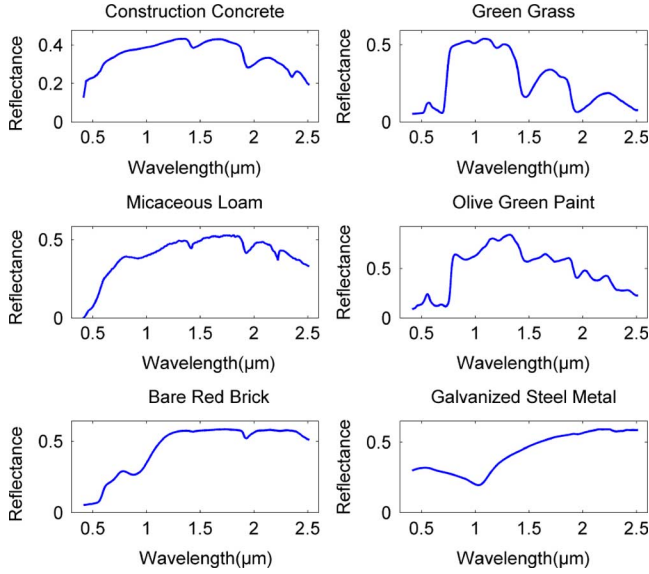 Construction Concrete
Green Grass
Reflectance
0.4
0.2
0
0.5 1 1.5 2 2.5
Wavelength(μm)
Reflectance
0.5
0
0.5 1 1.5 2 2.5
Wavelength(μm)
Micaceous Loam
Olive Green Paint
Reflectance
0.5
0
0.5 1 1.5 2 2.5
Wavelength(μm)
Reflectance
0.5
0
0.5 1 1.5 2 2.5
Wavelength(μm)
Bare Red Brick
Galvanized Steel Metal
Reflectance
0.5
0
0.5 1 1.5 2 2.5
Wavelength(μm)
Reflectance
0.5
0
0.5 1 1.5 2 2.5
Wavelength(μm)